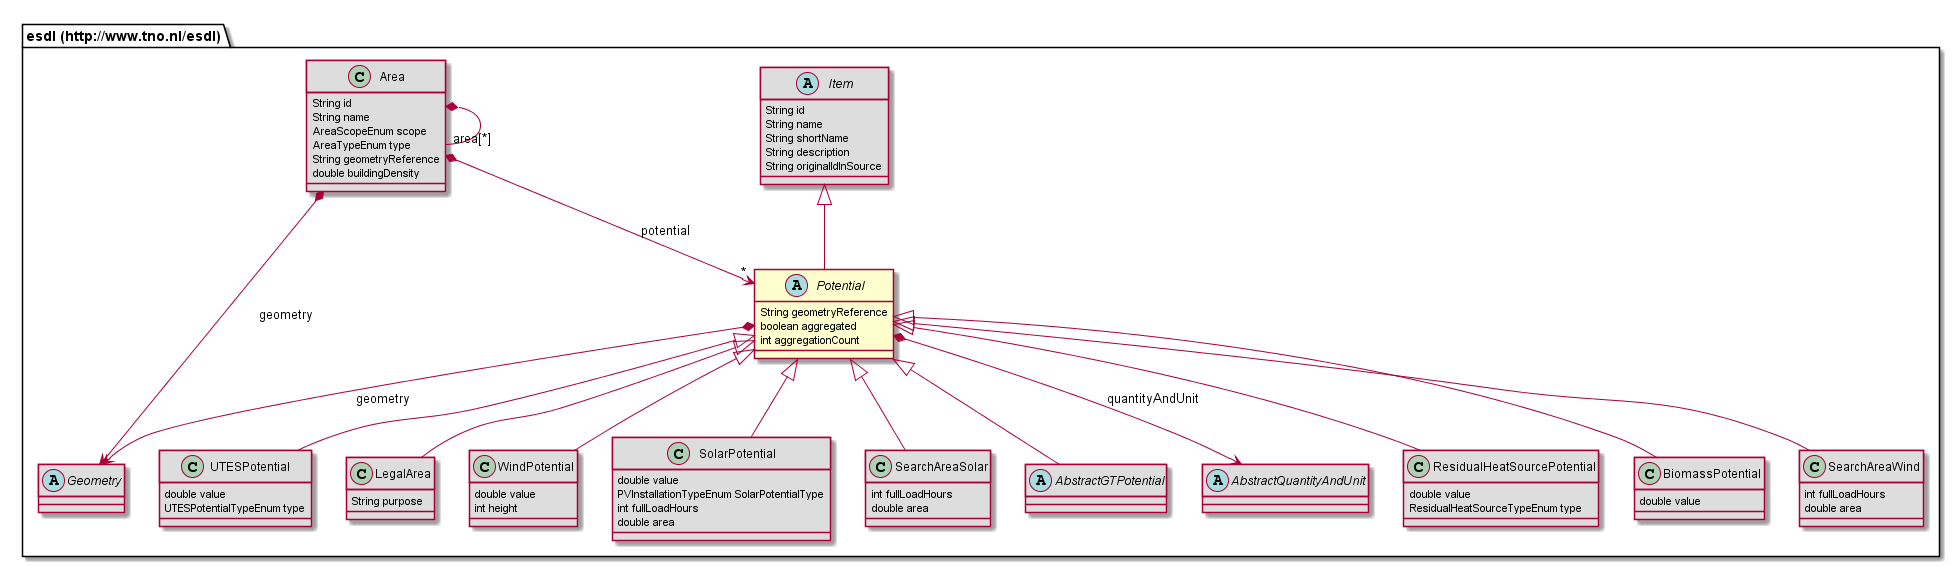 esdl (http://www.tno.nl/esdl)
C Area
String id
String name
AreaScopeEnum scope
AreaTypeEnum type
String geometryReference
double buildingDensity
area[*]
A Item
String id
String name
String shortName
String description
String originalIdInSource
potential
*
geometry
A Potential
String geometryReference
boolean aggregated
int aggregationCount
geometry
quantityAndUnit
A Geometry
C UTESPotential
double value
UTESPotentialTypeEnum type
C LegalArea
String purpose
C WindPotential
double value
int height
C SolarPotential
double value
PVInstallationTypeEnum SolarPotentialType
int fullLoadHours
double area
C SearchAreaSolar
int fullLoadHours
double area
A AbstractGTPotential
A AbstractQuantityAndUnit
C ResidualHeatSourcePotential
double value
ResidualHeatSourceTypeEnum type
C BiomassPotential
double value
C SearchAreaWind
int fullLoadHours
double area